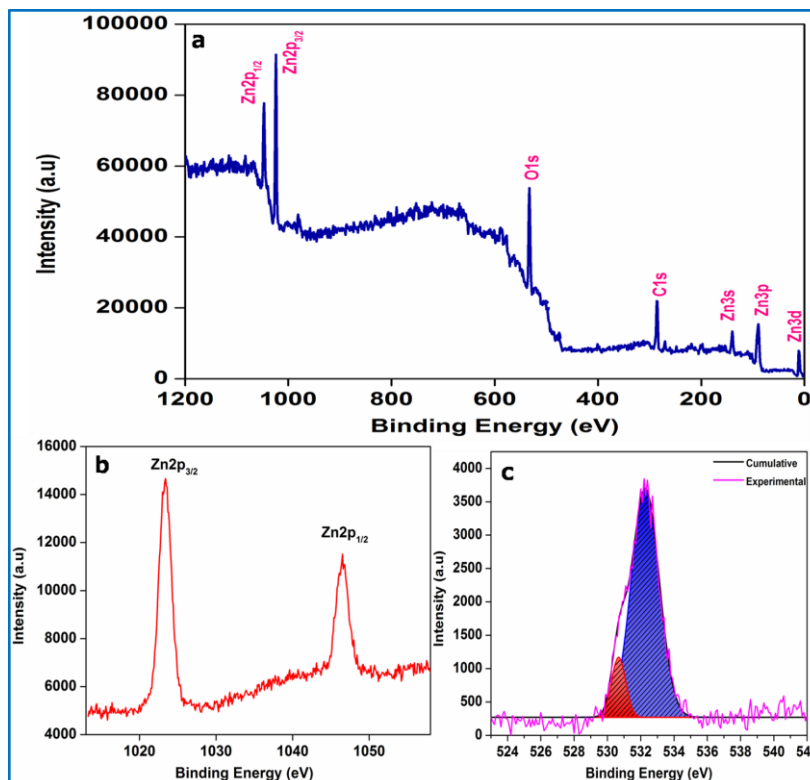 a
100000
80000
60000
40000
20000
0
Intensity (a.u)
Zn2p1/2
Zn2p3/2
O1s
C1s
Zn3s
Zn3p
Zn3d
1200 1000 800 600 400 200 0
Binding Energy (eV)
b
16000
14000
12000
10000
8000
6000
4000
Intensity (a.u)
Zn2p3/2
Zn2p1/2
1020 1030 1040 1050
Binding Energy (eV)
c
Cumulative
Experimental
4000
3500
3000
2500
2000
1500
1000
500
0
Intensity (a.u)
524 526 528 530 532 534 536 538 540 54
Binding Energy (eV)